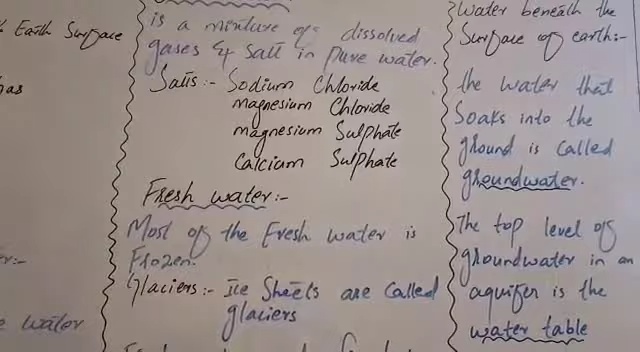 Earth Surface
is a mixture of dissolved
gases & Salt in Pure water.
Salts:- Sodium Chloride
magnesium Chloride
magnesium Sulphate
Calcium Sulphate
Fresh water:-
Most of the Fresh water is
Frozen.
Glaciers:- Ice Sheets are called
glaciers
water
Water beneath the
Surface of earth:-
the water that
Soaks into the
ground is called
groundwater.
The top level of
groundwater in an
aquifer is the
water table